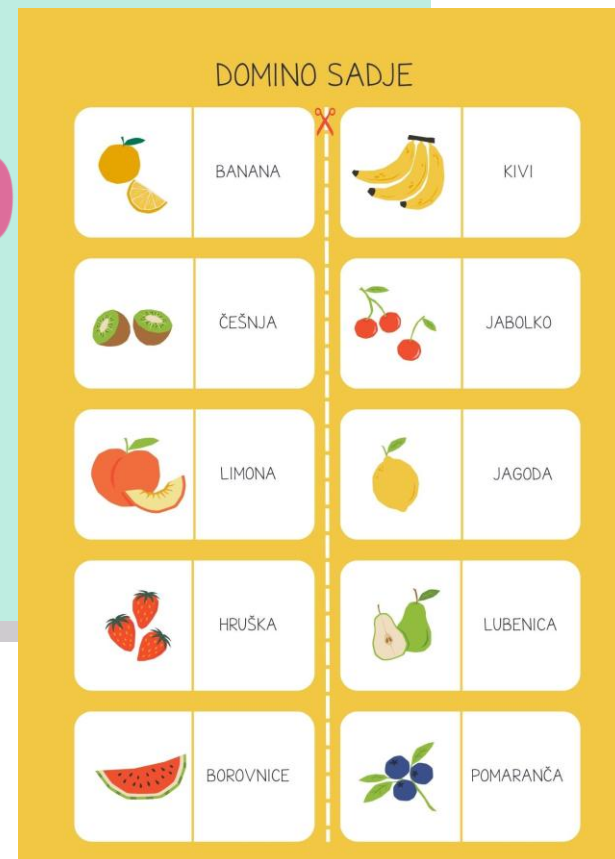 DOMINO SADJE
BANANA
KIVI
ČEŠNJA
JABOLKO
LIMONA
JAGODA
HRUŠKA
LUBENICA
BOROVNICE
POMARANČA